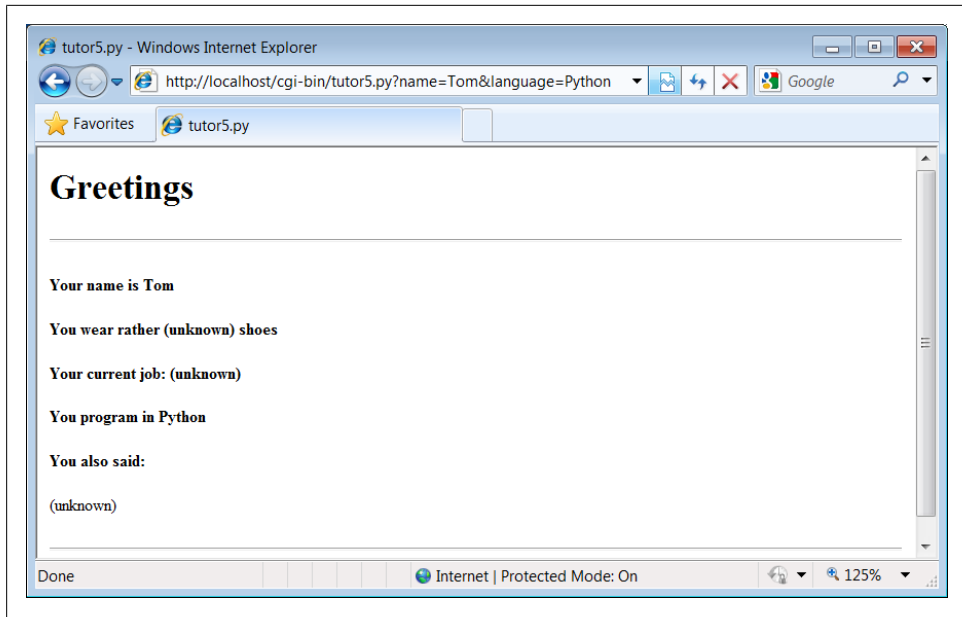 tutor5.py - Windows Internet Explorer
http://localhost/cgi-bin/tutor5.py?name=Tom&language=Python
Google
Favorites
tutor5.py
Greetings
Your name is Tom
You wear rather (unknown) shoes
Your current job: (unknown)
You program in Python
You also said:
(unknown)
Done
Internet | Protected Mode: On
125%